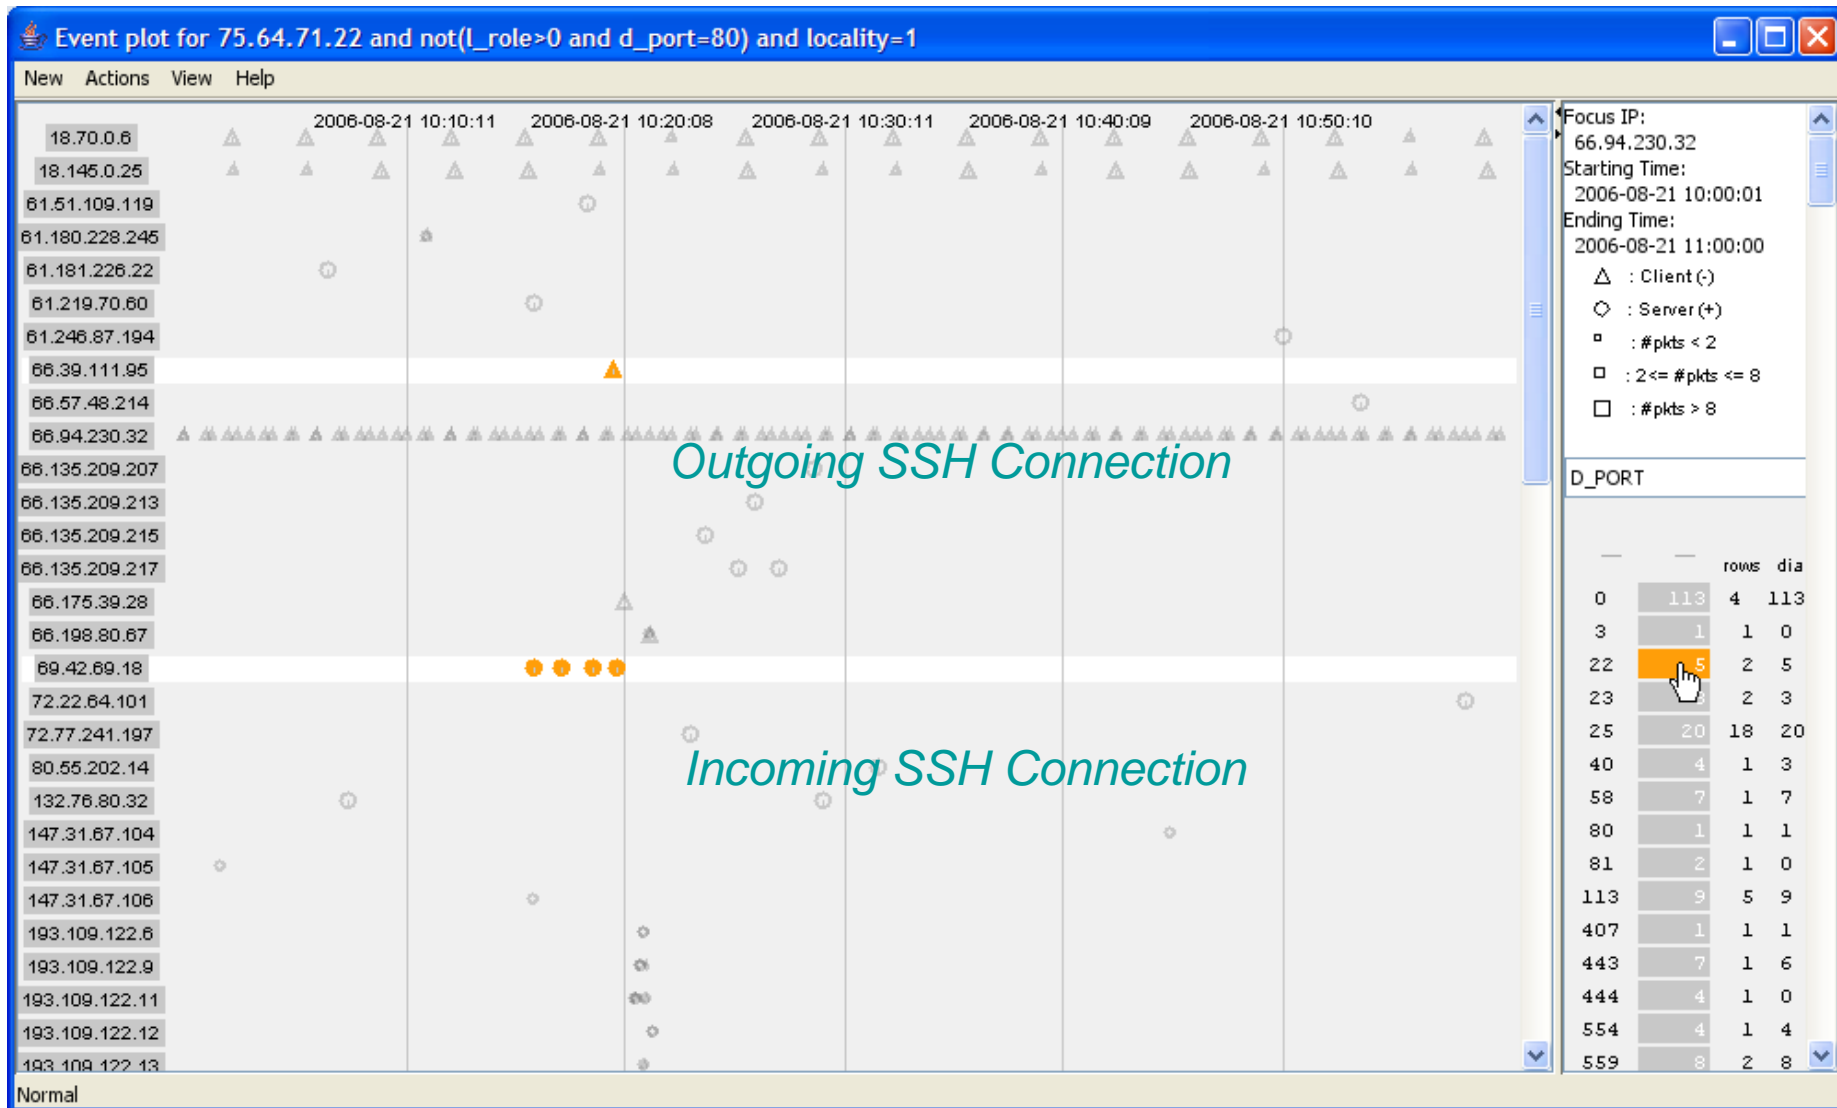 Event plot for 75.64.71.22 and not(l_role>0 and d_port=80) and locality=1
New Actions View Help
2006-08-21 10:10:11 2006-08-21 10:20:08 2006-08-21 10:30:11 2006-08-21 10:40:09 2006-08-21 10:50:10
18.70.0.6
18.145.0.25
61.51.109.119
61.180.228.245
61.181.226.22
61.219.70.60
61.246.87.194
66.39.111.95
66.57.48.214
66.94.230.32
66.135.209.207
66.135.209.213
66.135.209.215
66.135.209.217
66.175.39.28
66.198.80.67
69.42.69.18
72.22.64.101
72.77.241.197
80.55.202.14
132.76.80.32
147.31.67.104
147.31.67.105
147.31.67.106
193.109.122.6
193.109.122.9
193.109.122.11
193.109.122.12
193.109.122.13
Outgoing SSH Connection
Incoming SSH Connection
Focus IP:
66.94.230.32
Starting Time:
2006-08-21 10:00:01
Ending Time:
2006-08-21 11:00:00
: Client (-)
: Server (+)
: #pkts < 2
: 2<= #pkts <= 8
: #pkts > 8
D_PORT
rows dia
0 113 4 113
3 1 1 0
22 5 2 5
23 3 2 3
25 20 18 20
40 4 1 3
58 7 1 7
80 1 1 1
81 2 1 0
113 9 5 9
407 1 1 1
443 7 1 6
444 4 1 0
554 4 1 4
559 8 2 8
Normal